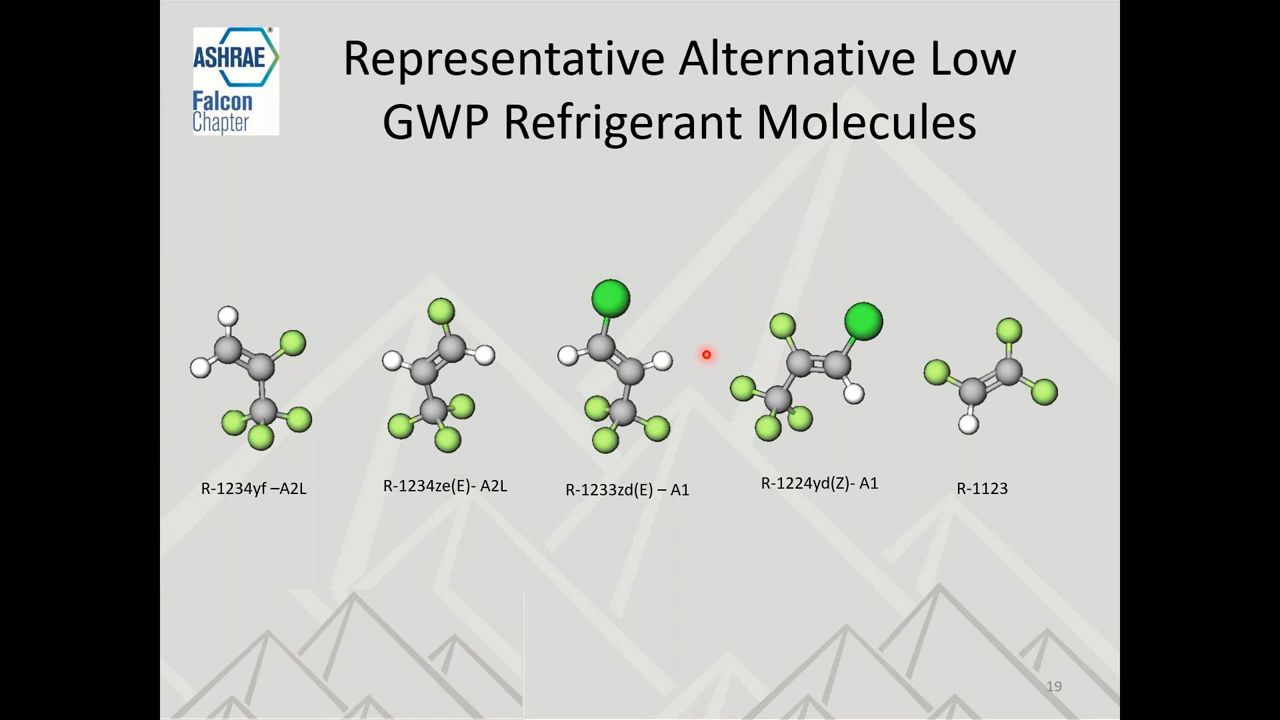 ASHRAE®
Falcon
Chapter
Representative Alternative Low
GWP Refrigerant Molecules
R-1234yf –A2L
R-1234ze(E)- A2L
R-1233zd(E) – A1
R-1224yd(Z)- A1
R-1123
19